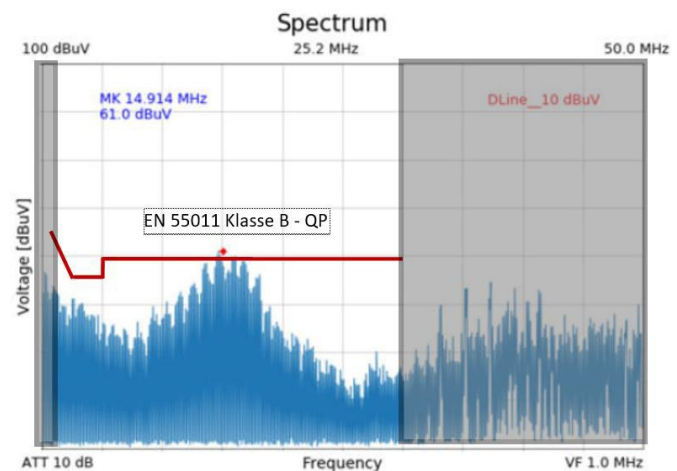 Spectrum
100 dBuV 25.2 MHz 50.0 MHz
MK 14.914 MHz
61.0 dBuV
DLine__10 dBuV
EN 55011 Klasse B - QP
Voltage [dBuV]
ATT 10 dB Frequency VF 1.0 MHz